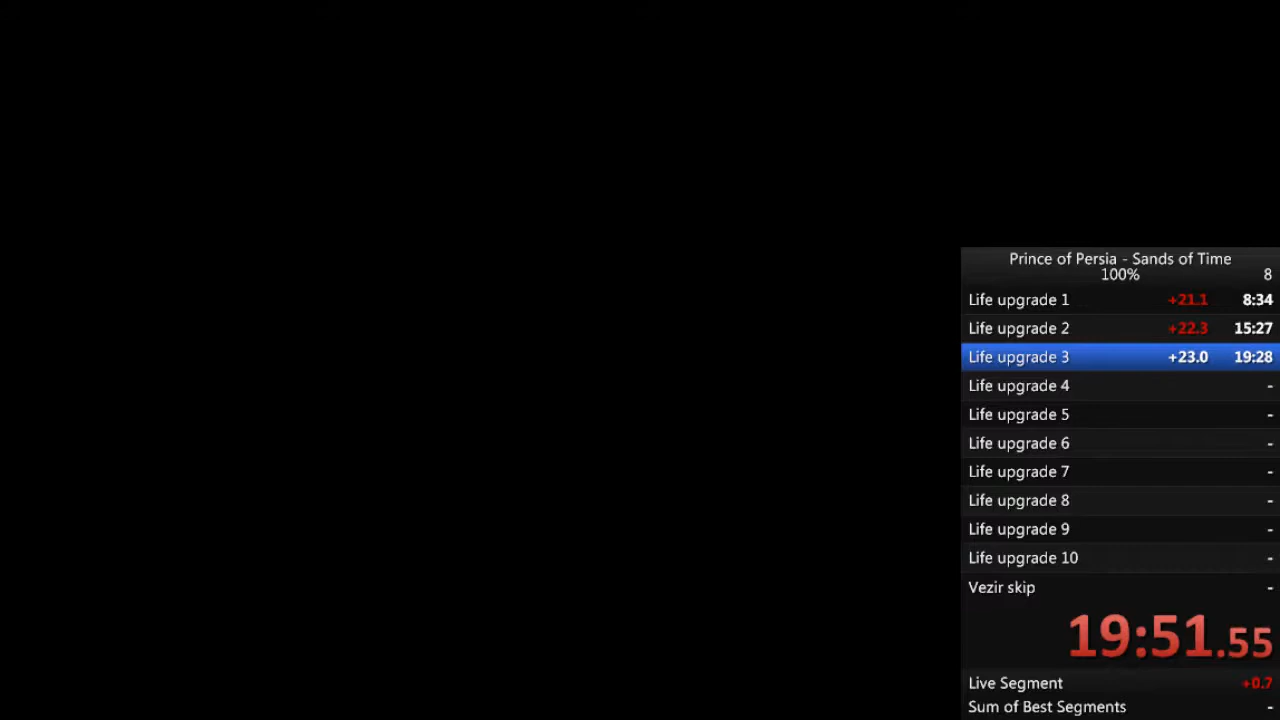 Prince of Persia - Sands of Time
100% 8
Life upgrade 1 +21.1 8:34
Life upgrade 2 +22.3 15:27
Life upgrade 3 +23.0 19:28
Life upgrade 4 -
Life upgrade 5 -
Life upgrade 6 -
Life upgrade 7 -
Life upgrade 8 -
Life upgrade 9 -
Life upgrade 10 -
Vezir skip -
19:51.55
Live Segment +0.7
Sum of Best Segments -